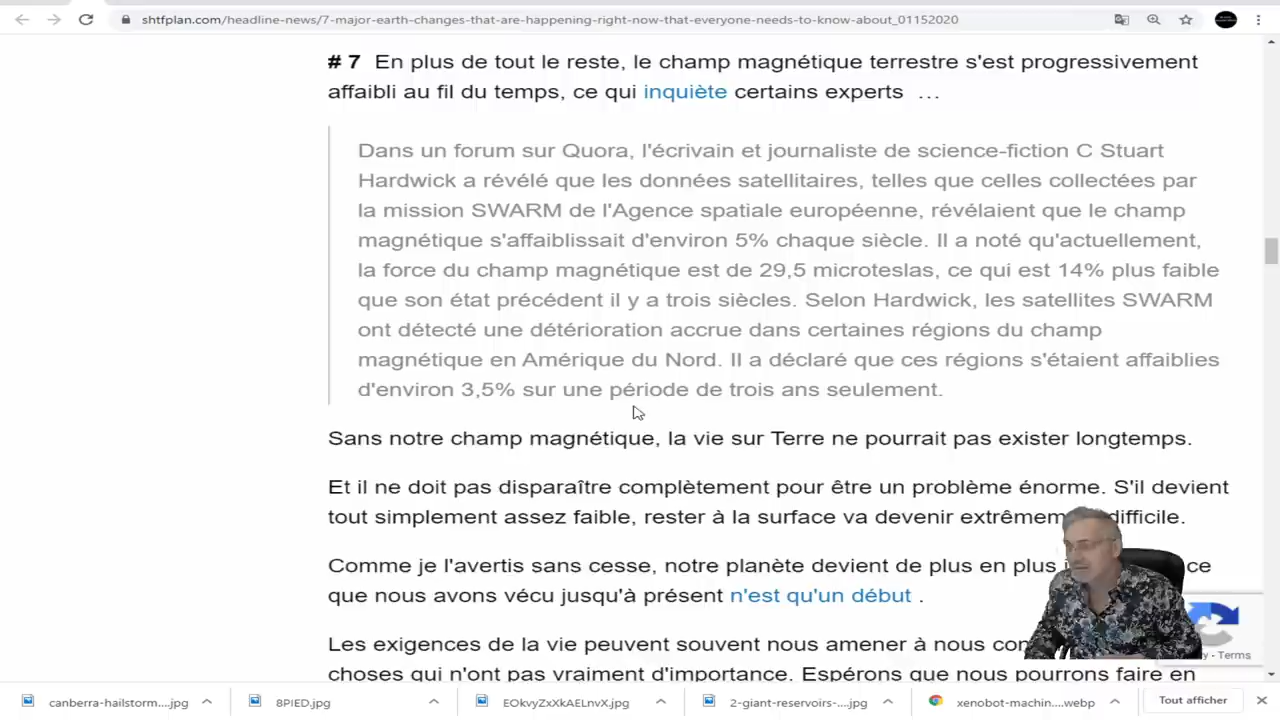 shtfplan.com/headline-news/7-major-earth-changes-that-are-happening-right-now-that-everyone-needs-to-know-about_01152020
# 7 En plus de tout le reste, le champ magnétique terrestre s'est progressivement
affaibli au fil du temps, ce qui inquiète certains experts …
Dans un forum sur Quora, l'écrivain et journaliste de science-fiction C Stuart
Hardwick a révélé que les données satellitaires, telles que celles collectées par
la mission SWARM de l'Agence spatiale européenne, révélaient que le champ
magnétique s'affaiblissait d'environ 5% chaque siècle. Il a noté qu'actuellement,
la force du champ magnétique est de 29,5 microteslas, ce qui est 14% plus faible
que son état précédent il y a trois siècles. Selon Hardwick, les satellites SWARM
ont détecté une détérioration accrue dans certaines régions du champ
magnétique en Amérique du Nord. Il a déclaré que ces régions s'étaient affaiblies
d'environ 3,5% sur une période de trois ans seulement.
Sans notre champ magnétique, la vie sur Terre ne pourrait pas exister longtemps.
Et il ne doit pas disparaître complètement pour être un problème énorme. S'il devient
tout simplement assez faible, rester à la surface va devenir difficile.
Comme je l'avertis sans cesse, notre planète devient de plus en plus ce
que nous avons vécu jusqu'à présent n'est qu'un début .
Les exigences de la vie peuvent souvent nous amener à nous
choses qui n'ont pas vraiment d'importance. Espérons que nous pourrons faire en
- Terms
canberra-hailstorm....jpg
8PIED.jpg
EOkvyZxXkAELnvX.jpg
2-giant-reservoirs-....jpg
xenobot-machin....webp
Tout afficher